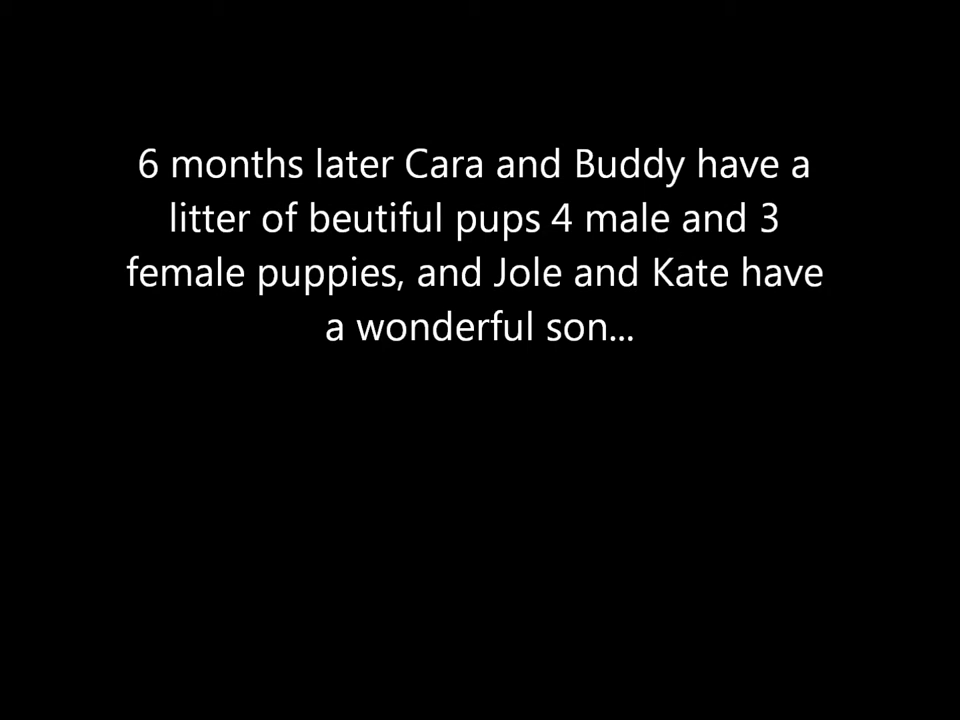 6 months later Cara and Buddy have a
litter of beutiful pups 4 male and 3
female puppies, and Jole and Kate have
a wonderful son...